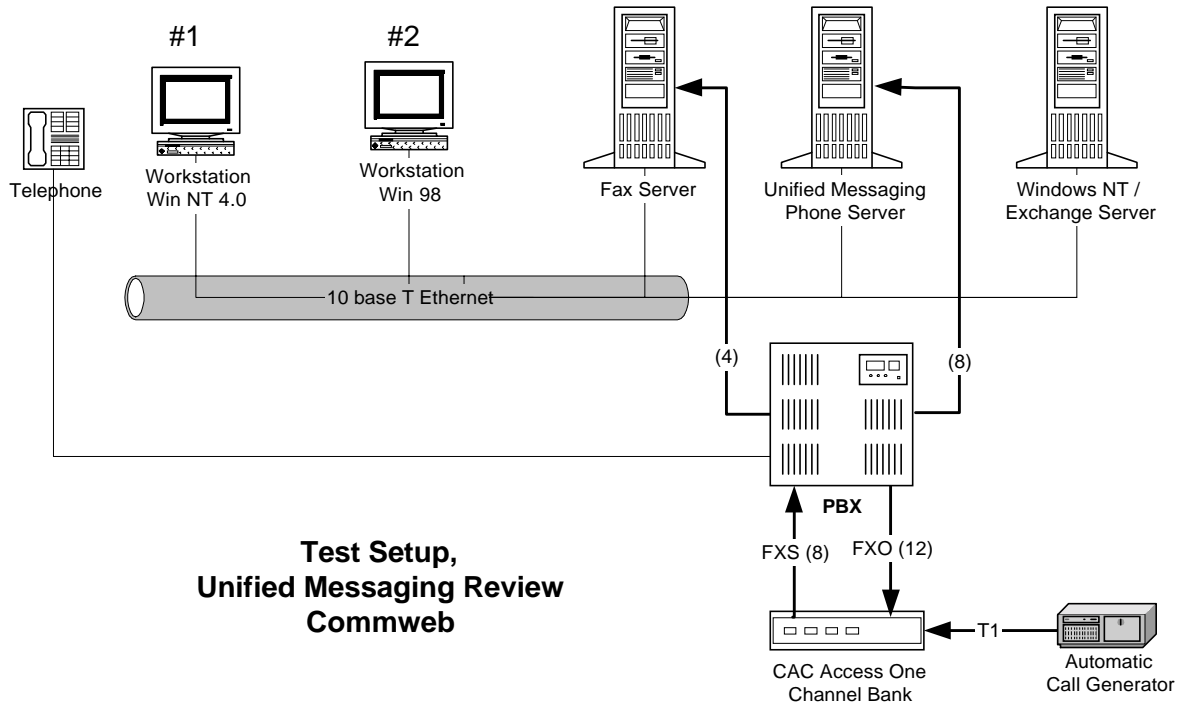 #1
#2
Telephone
Workstation
Win NT 4.0
Workstation
Win 98
Fax Server
Unified Messaging
Phone Server
Windows NT /
Exchange Server
10 base T Ethernet
(4)
(8)
PBX
FXS (8)
FXO (12)
Test Setup,
Unified Messaging Review
Commweb
T1
CAC Access One
Channel Bank
Automatic
Call Generator